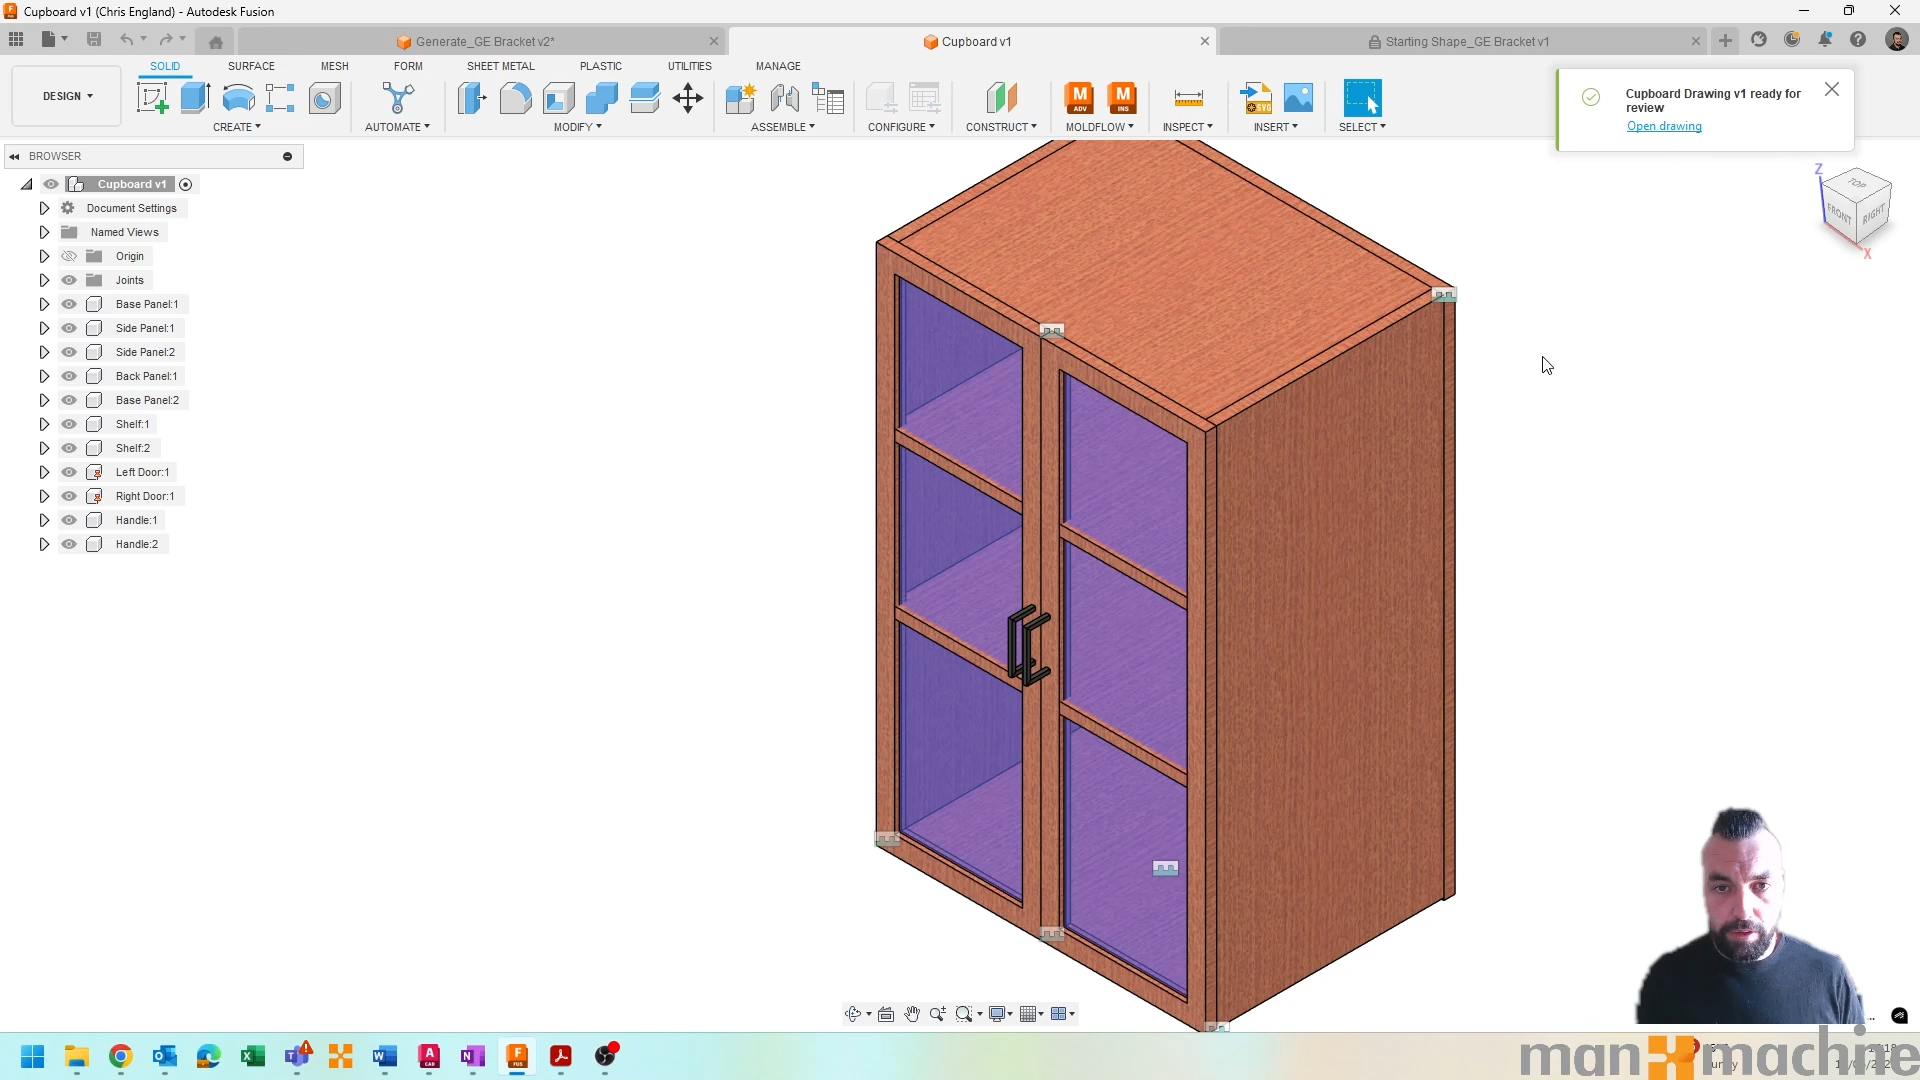 Cupboard v1 (Chris England) - Autodesk Fusion
Generate_GE Bracket v2*
Cupboard v1
Starting Shape_GE Bracket v1
DESIGN
SOLID
SURFACE
MESH
FORM
SHEET METAL
PLASTIC
UTILITIES
MANAGE
CREATE
AUTOMATE
MODIFY
ASSEMBLE
CONFIGURE
CONSTRUCT
MOLDFLOW
INSPECT
INSERT
SELECT
M ADV
M INS
SVG
Cupboard Drawing v1 ready for
review
Open drawing
BROWSER
Cupboard v1
Document Settings
Named Views
Origin
Joints
Base Panel:1
Side Panel:1
Side Panel:2
Back Panel:1
Base Panel:2
Shelf:1
Shelf:2
Left Door:1
Right Door:1
Handle:1
Handle:2
Z
TOP
FRONT
RIGHT
X
man machine